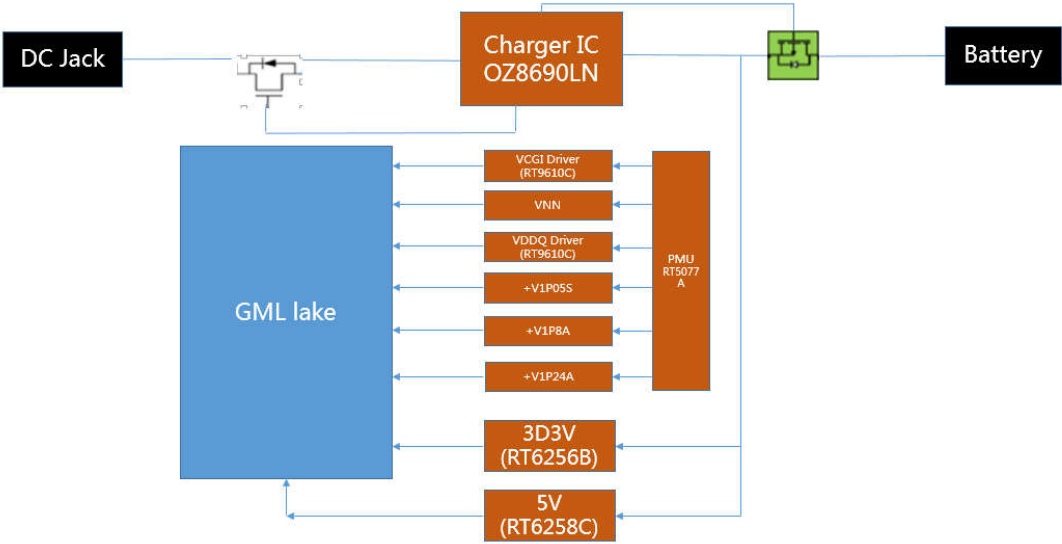 DC Jack
Charger IC
OZ8690LN
Battery
VCGI Driver
(RT9610C)
VNN
VDDQ Driver
(RT9610C)
+V1P05S
+V1P8A
+V1P24A
PMU
RT5077
A
GML lake
3D3V
(RT6256B)
5V
(RT6258C)